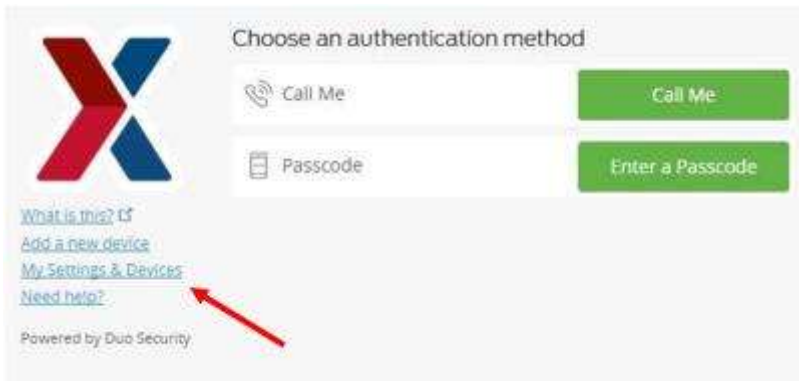 Choose an authentication method
Call Me
Call Me
Passcode
Enter a Passcode
What is this?
Add a new device
My Settings & Devices
Need help?
Powered by Duo Security